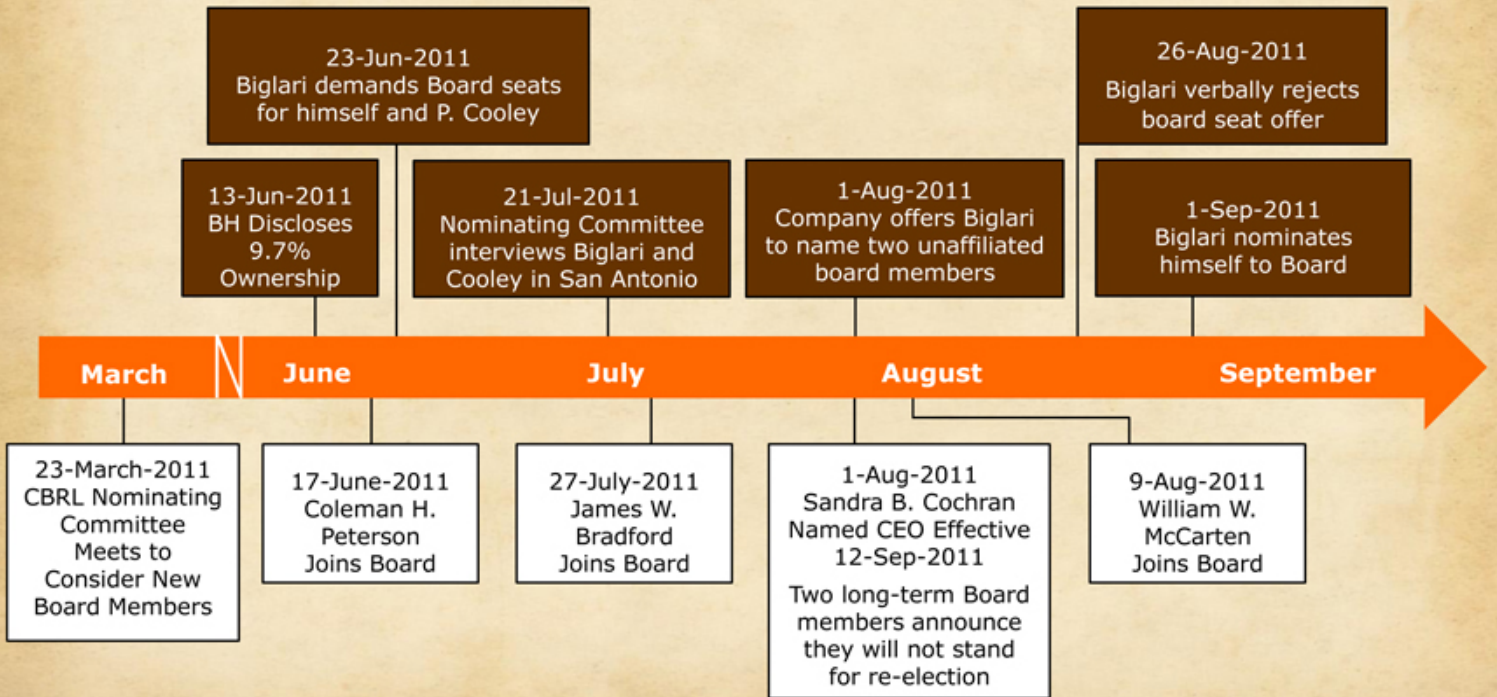 23-Jun-2011
Biglari demands Board seats
for himself and P. Cooley
26-Aug-2011
Biglari verbally rejects
board seat offer
13-Jun-2011
BH Discloses
9.7%
Ownership
21-Jul-2011
Nominating Committee
interviews Biglari and
Cooley in San Antonio
1-Aug-2011
Company offers Biglari
to name two unaffiliated
board members
1-Sep-2011
Biglari nominates
himself to Board
March
June
July
August
September
23-March-2011
CBRL Nominating
Committee
Meets to
Consider New
Board Members
17-June-2011
Coleman H.
Peterson
Joins Board
27-July-2011
James W.
Bradford
Joins Board
1-Aug-2011
Sandra B. Cochran
Named CEO Effective
12-Sep-2011
Two long-term Board
members announce
they will not stand
for re-election
9-Aug-2011
William W.
McCarten
Joins Board